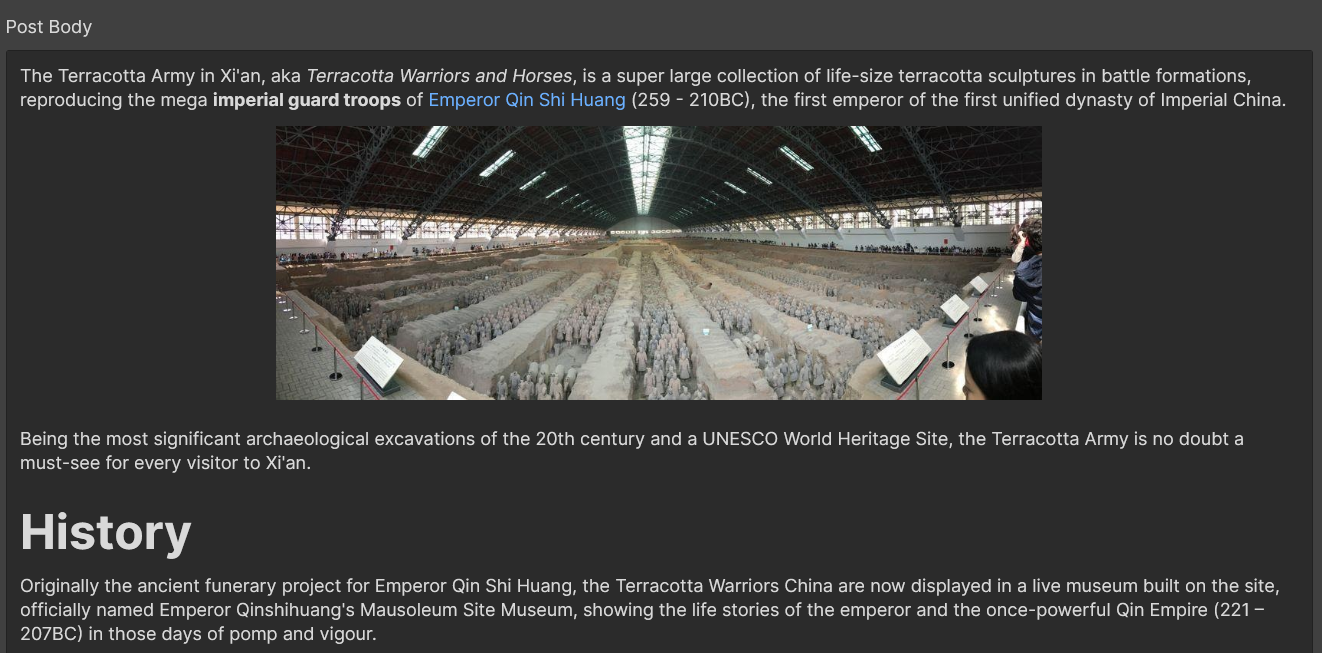 Post Body
The Terracotta Army in Xi'an, aka Terracotta Warriors and Horses, is a super large collection of life-size terracotta sculptures in battle formations,
reproducing the mega imperial guard troops of Emperor Qin Shi Huang (259 - 210BC), the first emperor of the first unified dynasty of Imperial China.
Being the most significant archaeological excavations of the 20th century and a UNESCO World Heritage Site, the Terracotta Army is no doubt a
must-see for every visitor to Xi'an.
History
Originally the ancient funerary project for Emperor Qin Shi Huang, the Terracotta Warriors China are now displayed in a live museum built on the site,
officially named Emperor Qinshihuang's Mausoleum Site Museum, showing the life stories of the emperor and the once-powerful Qin Empire (221 –
207BC) in those days of pomp and vigour.